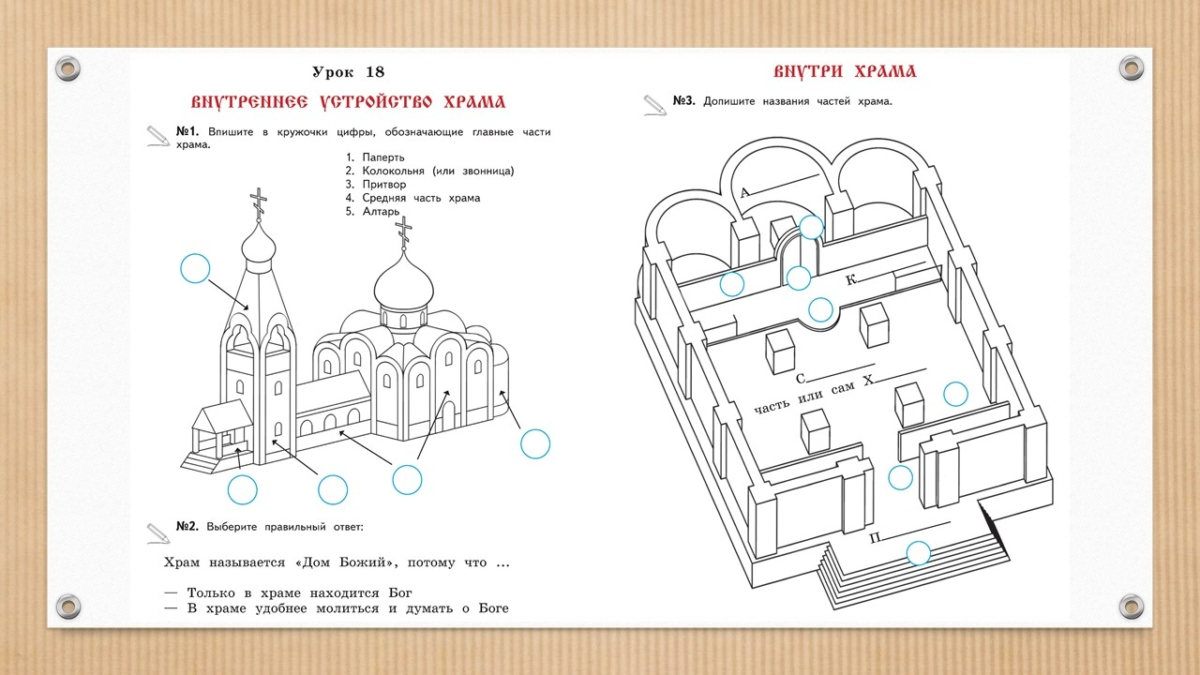 Урок 18
ВНУТРЕННЕЕ УСТРОЙСТВО ХРАМА
№1. Впишите в кружочки цифры, обозначающие главные части
храма.
1. Паперть
2. Колокольня (или звонница)
3. Притвор
4. Средняя часть храма
5. Алтарь
№2. Выберите правильный ответ:
Храм называется «Дом Божий», потому что ...
— Только в храме находится Бог
— В храме удобнее молиться и думать о Боге
ВНУТРИ ХРАМА
№3. Допишите названия частей храма.
А
К
С
часть или сам Х
П